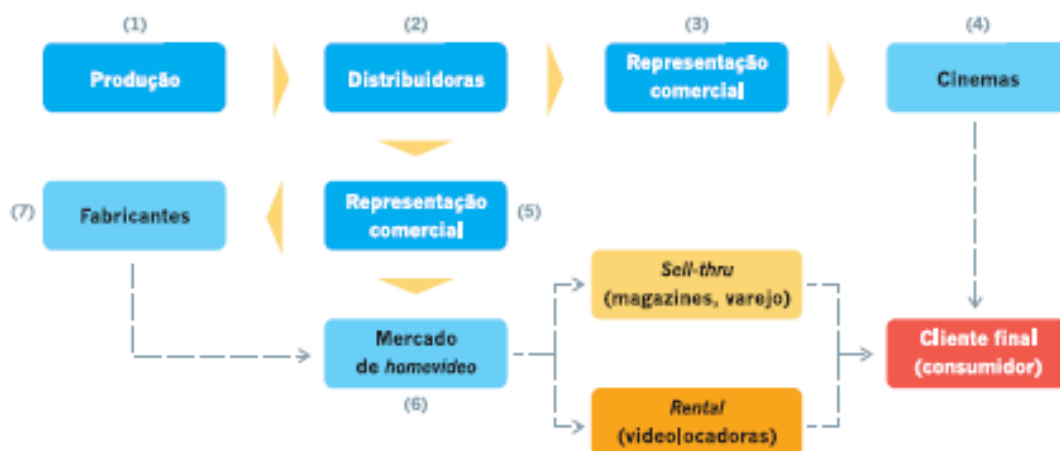 (1)
(2)
(3)
(4)
Produção
Distribuidoras
Representação
comercial
Cinemas
(7)
Fabricantes
Representação
comercial
(5)
Sell-thru
(magazines, varejo)
Mercado
de homevideo
(6)
Cliente final
(consumidor)
Rental
(videolocadoras)